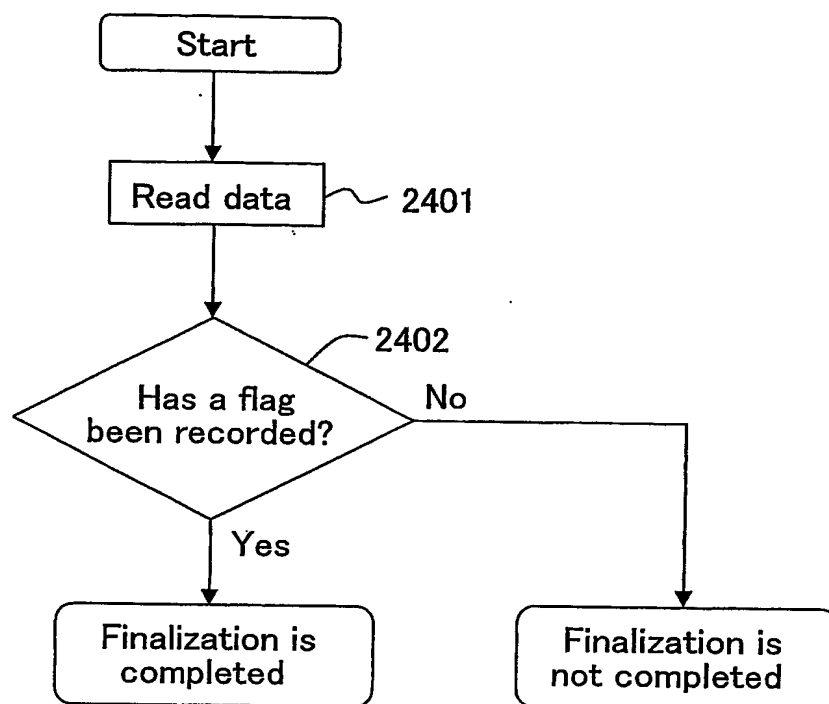 Start
Read data
2401
2402
Has a flag
been recorded?
No
Yes
Finalization is
completed
Finalization is
not completed